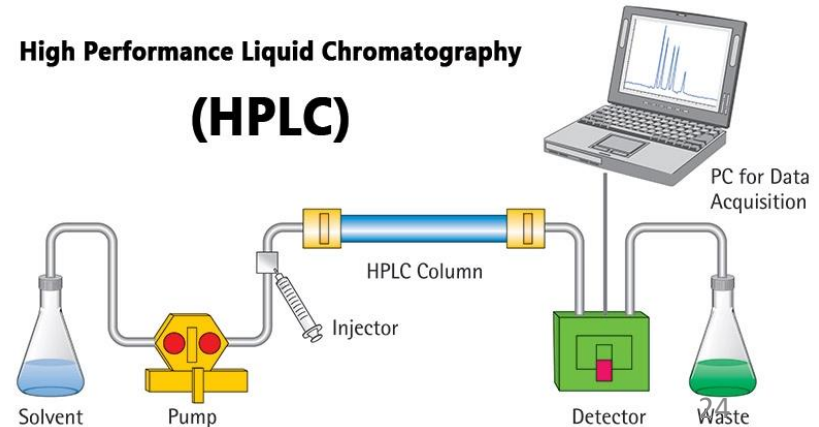 High Performance Liquid Chromatography
(HPLC)
PC for Data
Acquisition
HPLC Column
Injector
Solvent
Pump
Detector
Waste
24